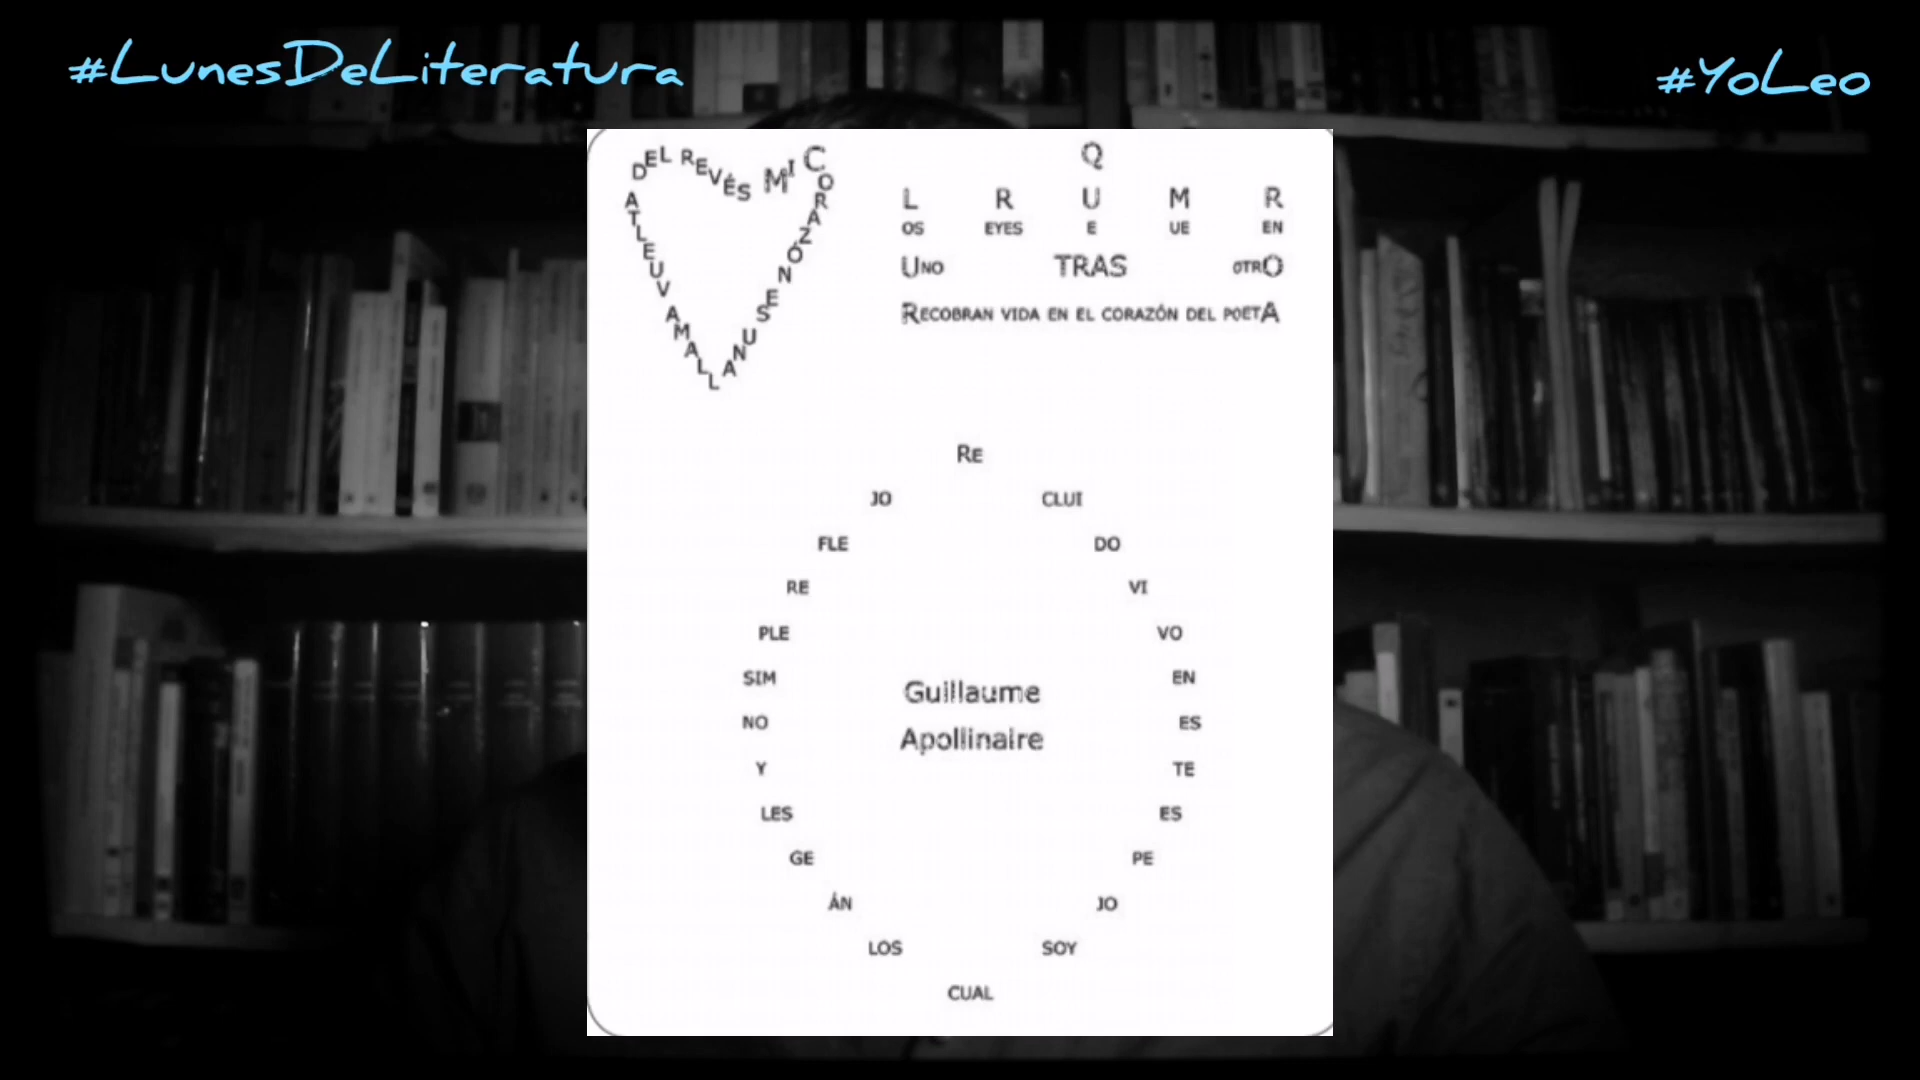 #LunesDeLiteratura
#YoLeo
MI CORAZÓN ES UNA LLAMA VUELTA DEL REVÉS
Q
L R U M R
OS EYES E UE EN
UNO TRAS OTRO
RECOBRAN VIDA EN EL CORAZÓN DEL POETA
RE CLUI DO VI VO EN ES TE ES PE JO SOY CUAL LOS ÁN GE LES Y NO SIM PLE RE FLE JO
Guillaume
Apollinaire